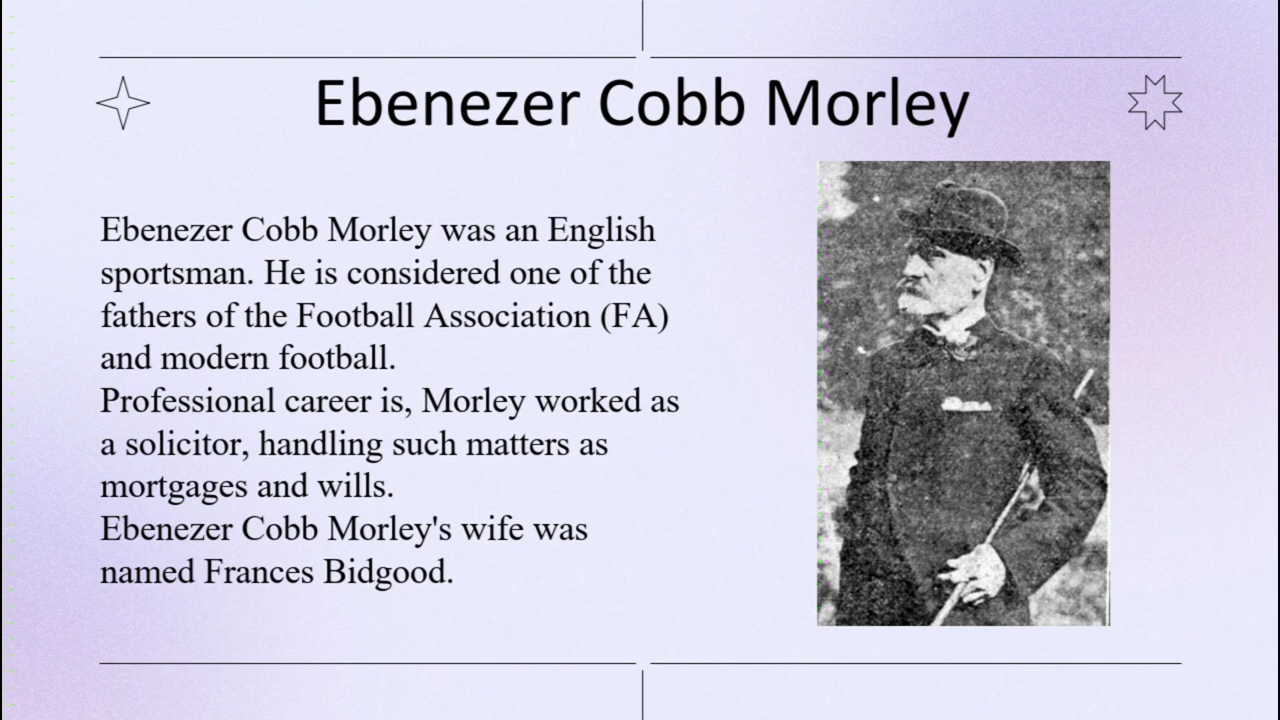 Ebenezer Cobb Morley
Ebenezer Cobb Morley was an English
sportsman. He is considered one of the
fathers of the Football Association (FA)
and modern football.
Professional career is, Morley worked as
a solicitor, handling such matters as
mortgages and wills.
Ebenezer Cobb Morley's wife was
named Frances Bidgood.